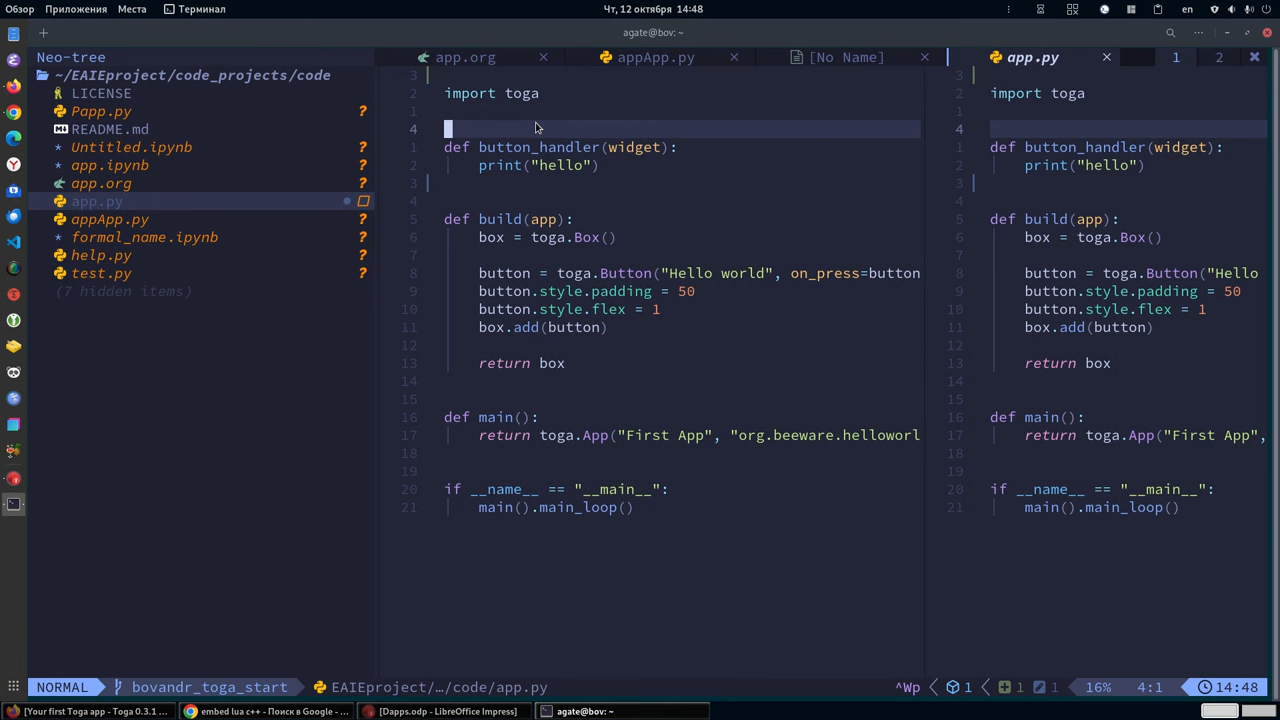 Обзор Программы Места Терминал Чт, 12 октября 14:48 en
agate@bov: ~
Neo-tree app.org appApp.py [No Name] app.py 1 2
~/EAIEproject/code_projects/code
LICENSE
Papp.py ?
README.md
Untitled.ipynb ?
app.ipynb ?
app.org ?
app.py
appApp.py ?
formal_name.ipynb ?
help.py ?
test.py ?
(7 hidden items)
3
2 import toga
1
4
1 def button_handler(widget):
2 print("hello")
3
4
5 def build(app):
6 box = toga.Box()
7
8 button = toga.Button("Hello world", on_press=button
9 button.style.padding = 50
10 button.style.flex = 1
11 box.add(button)
12
13 return box
14
15
16 def main():
17 return toga.App("First App", "org.beeware.helloworl
18
19
20 if __name__ == "__main__":
21 main().main_loop()
3
2 import toga
1
4
1 def button_handler(widget):
2 print("hello")
3
4
5 def build(app):
6 box = toga.Box()
7
8 button = toga.Button("Hello
9 button.style.padding = 50
10 button.style.flex = 1
11 box.add(button)
12
13 return box
14
15
16 def main():
17 return toga.App("First App",
18
19
20 if __name__ == "__main__":
21 main().main_loop()
NORMAL bovandr_toga_start EAIEproject/…/code/app.py ^Wp 1 1 1 16% 4:1 14:48
[Your first Toga app - Toga 0.3.1 ... embed lua c++ - Поиск в Google - ... [Dapps.odp - LibreOffice Impress] agate@bov: ~